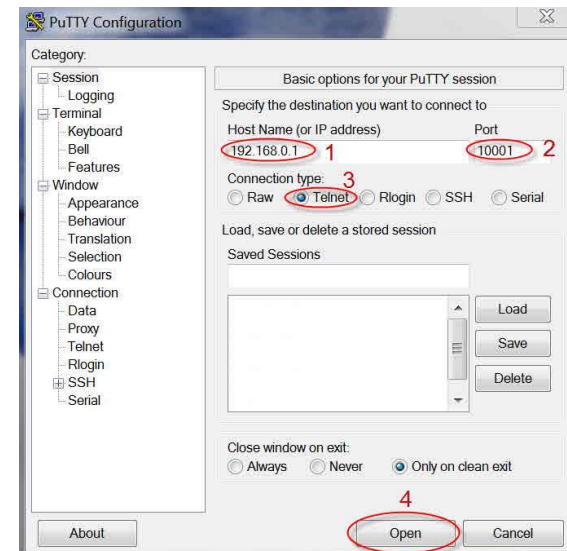 PuTTY Configuration
Category:
Session
Logging
Terminal
Keyboard
Bell
Features
Window
Appearance
Behaviour
Translation
Selection
Colours
Connection
Data
Proxy
Telnet
Rlogin
SSH
Serial
Basic options for your PuTTY session
Specify the destination you want to connect to
Host Name (or IP address) Port
192.168.0.1 1 10001 2
Connection type: 3
Raw Telnet Rlogin SSH Serial
Load, save or delete a stored session
Saved Sessions
Load
Save
Delete
Close window on exit:
Always Never Only on clean exit
4
About Open Cancel